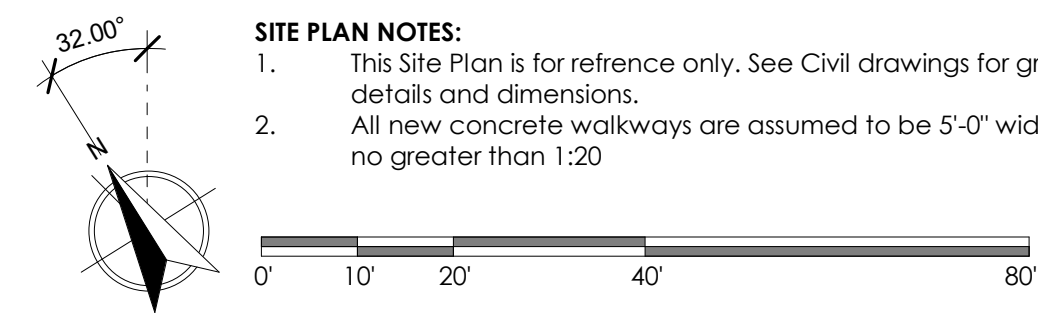 32.00°
N
SITE PLAN NOTES:
1. This Site Plan is for refrence only. See Civil drawings for
details and dimensions.
2. All new concrete walkways are assumed to be 5'-0"
no greater than 1:20
0' 10' 20' 40' 80'